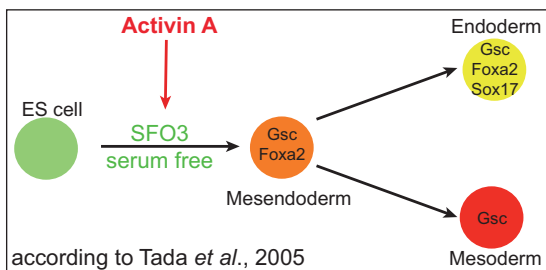 Activin A
Endoderm
Gsc
Foxa2
Sox17
ES cell
SFO3
serum free
Gsc
Foxa2
Mesendoderm
Gsc
Mesoderm
according to Tada et al., 2005